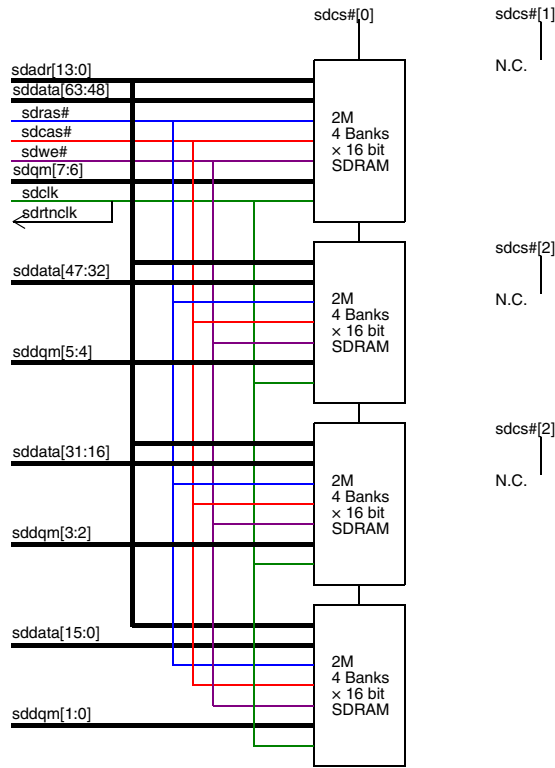 sdcs#[0]
sdcs#[1]
N.C.
sdadr[13:0]
sddata[63:48]
sdras#
sdcas#
sdwe#
sdqm[7:6]
sdclk
sdrtnclk
2M
4 Banks
× 16 bit
SDRAM
sdcs#[2]
N.C.
sddata[47:32]
sddqm[5:4]
2M
4 Banks
× 16 bit
SDRAM
sdcs#[2]
N.C.
sddata[31:16]
sddqm[3:2]
2M
4 Banks
× 16 bit
SDRAM
sddata[15:0]
sddqm[1:0]
2M
4 Banks
× 16 bit
SDRAM